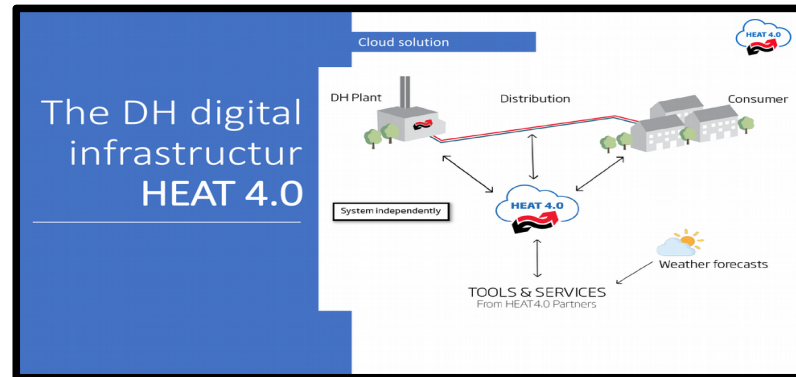 Cloud solution
HEAT 4.0
The DH digital
infrastructur
HEAT 4.0
DH Plant
Distribution
Consumer
System independently
HEAT 4.0
Weather forecasts
TOOLS & SERVICES
From HEAT4.0 Partners